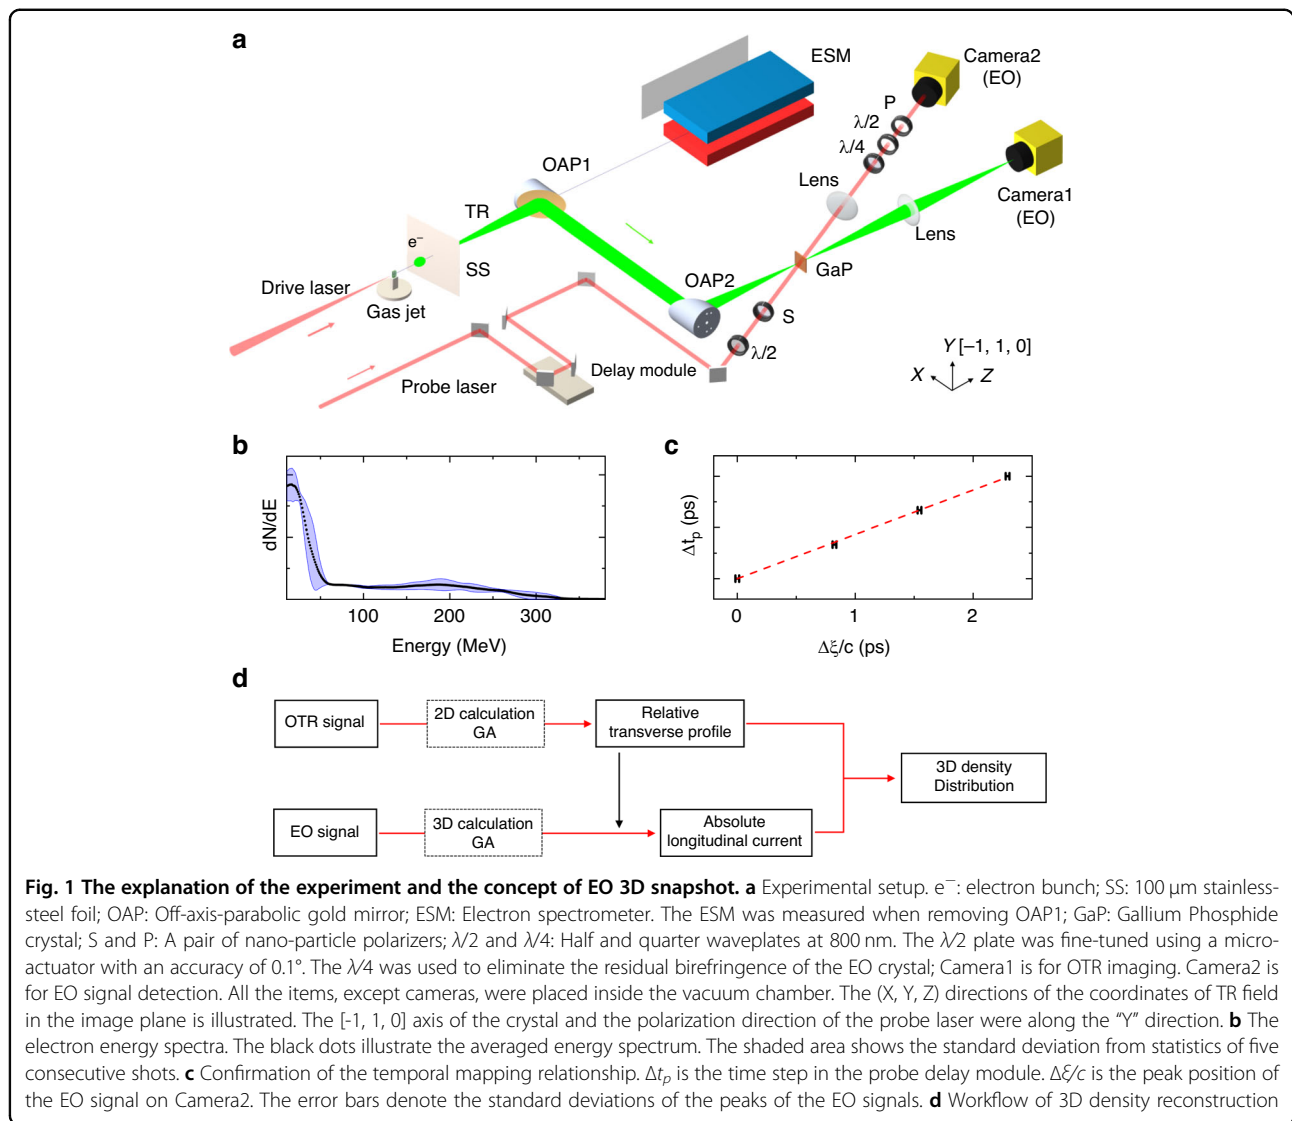 a
ESM
Camera2
(EO)
P
λ/2
λ/4
OAP1
Lens
Camera1
(EO)
TR
e⁻
Lens
SS
GaP
OAP2
Drive laser
Gas jet
S
λ/2
Y [–1, 1, 0]
Delay module
X
Z
Probe laser
b
dN/dE
100 200 300
Energy (MeV)
c
Δtₚ (ps)
0 1 2
Δξ/c (ps)
d
OTR signal
2D calculation
GA
Relative
transverse profile
3D density
Distribution
EO signal
3D calculation
GA
Absolute
longitudinal current
Fig. 1 The explanation of the experiment and the concept of EO 3D snapshot. a Experimental setup. e⁻: electron bunch; SS: 100 μm stainless-
steel foil; OAP: Off-axis-parabolic gold mirror; ESM: Electron spectrometer. The ESM was measured when removing OAP1; GaP: Gallium Phosphide
crystal; S and P: A pair of nano-particle polarizers; λ/2 and λ/4: Half and quarter waveplates at 800 nm. The λ/2 plate was fine-tuned using a micro-
actuator with an accuracy of 0.1°. The λ/4 was used to eliminate the residual birefringence of the EO crystal; Camera1 is for OTR imaging. Camera2 is
for EO signal detection. All the items, except cameras, were placed inside the vacuum chamber. The (X, Y, Z) directions of the coordinates of TR field
in the image plane is illustrated. The [-1, 1, 0] axis of the crystal and the polarization direction of the probe laser were along the “Y” direction. b The
electron energy spectra. The black dots illustrate the averaged energy spectrum. The shaded area shows the standard deviation from statistics of five
consecutive shots. c Confirmation of the temporal mapping relationship. Δtₚ is the time step in the probe delay module. Δξ/c is the peak position of
the EO signal on Camera2. The error bars denote the standard deviations of the peaks of the EO signals. d Workflow of 3D density reconstruction